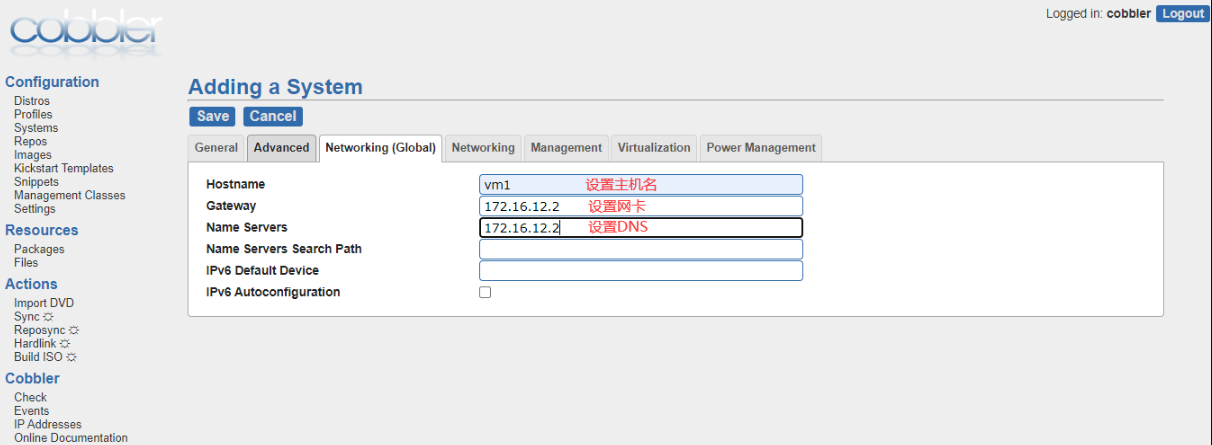 cobbler
Logged in: cobbler Logout
Configuration
Distros
Profiles
Systems
Repos
Images
Kickstart Templates
Snippets
Management Classes
Settings
Resources
Packages
Files
Actions
Import DVD
Sync
Reposync
Hardlink
Build ISO
Cobbler
Check
Events
IP Addresses
Online Documentation
Adding a System
Save Cancel
General Advanced Networking (Global) Networking Management Virtualization Power Management
Hostname vm1 设置主机名
Gateway 172.16.12.2 设置网卡
Name Servers 172.16.12.2 设置DNS
Name Servers Search Path
IPv6 Default Device
IPv6 Autoconfiguration